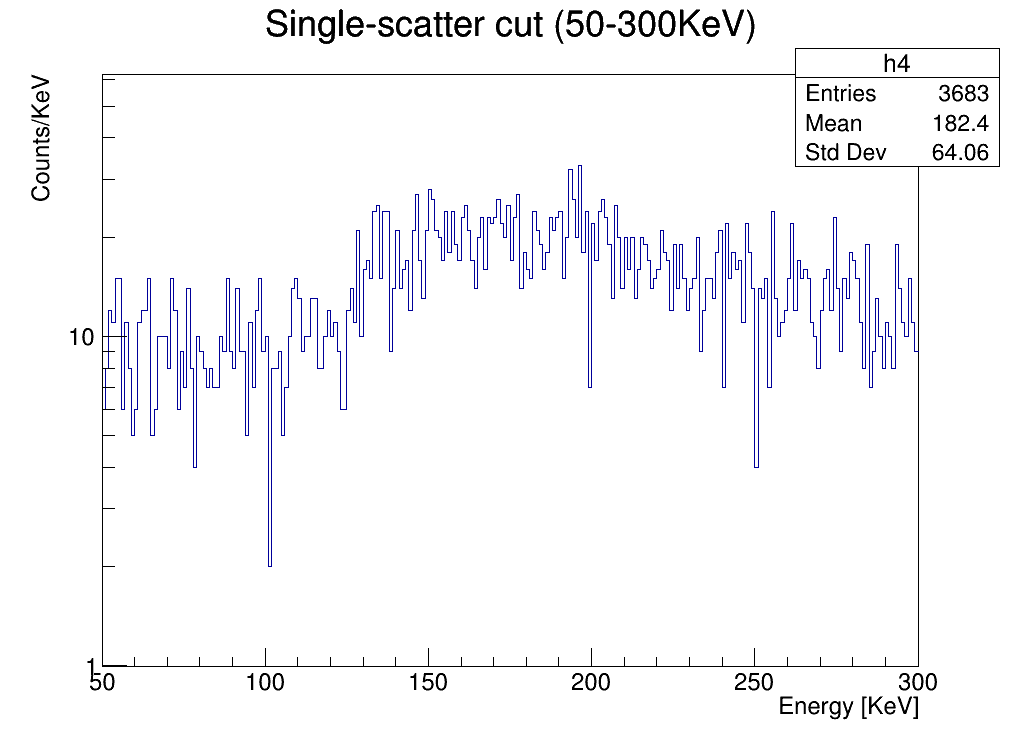 Single-scatter cut (50-300KeV)
h4
Entries 3683
Mean 182.4
Std Dev 64.06
Counts/KeV
10
1
50 100 150 200 250 300
Energy [KeV]